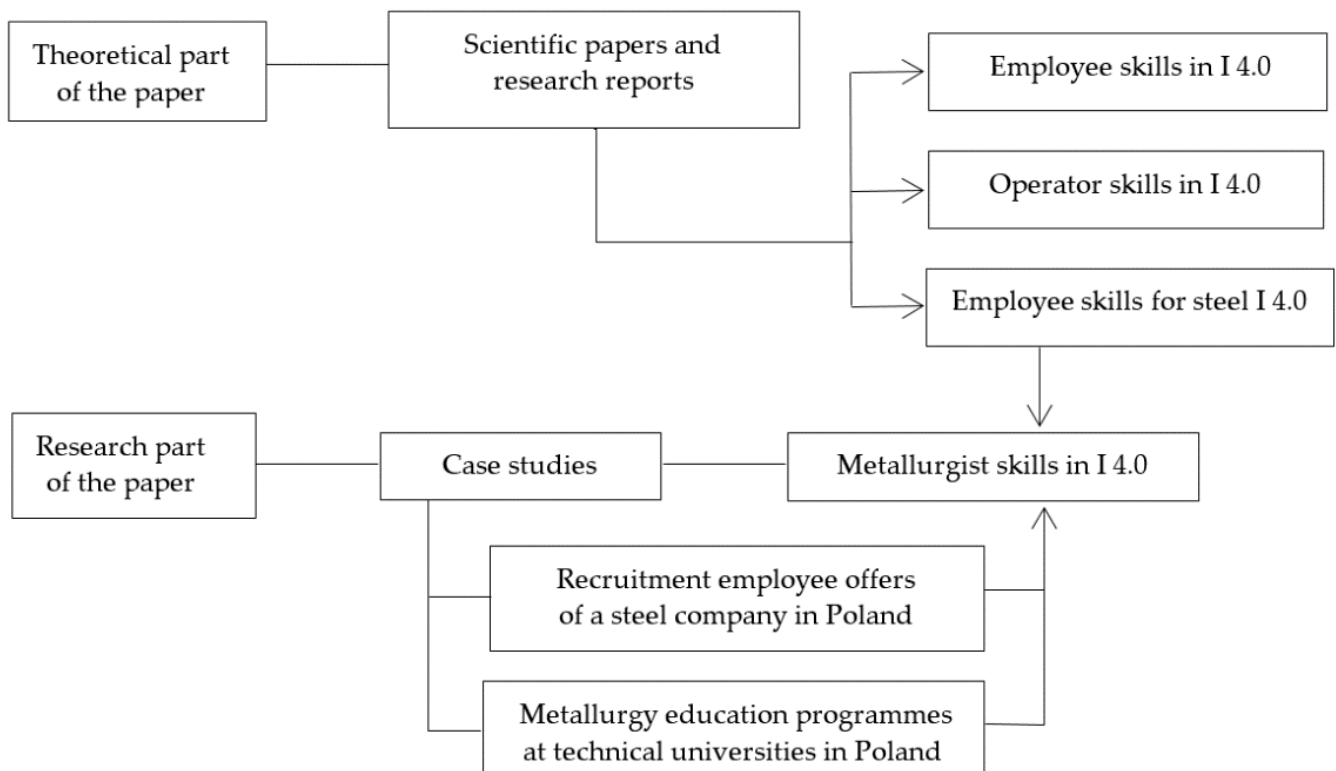 Theoretical part
of the paper
Scientific papers and
research reports
Employee skills in I 4.0
Operator skills in I 4.0
Employee skills for steel I 4.0
Research part
of the paper
Case studies
Metallurgist skills in I 4.0
Recruitment employee offers
of a steel company in Poland
Metallurgy education programmes
at technical universities in Poland